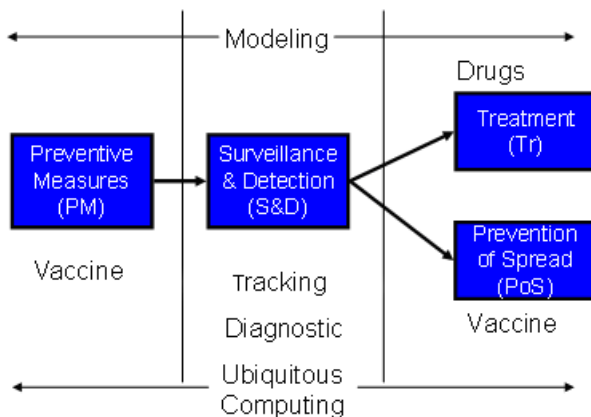 Modeling
Drugs
Treatment
(Tr)
Preventive
Measures
(PM)
Surveillance
& Detection
(S&D)
Prevention
of Spread
(PoS)
Vaccine
Tracking
Diagnostic
Vaccine
Ubiquitous
Computing